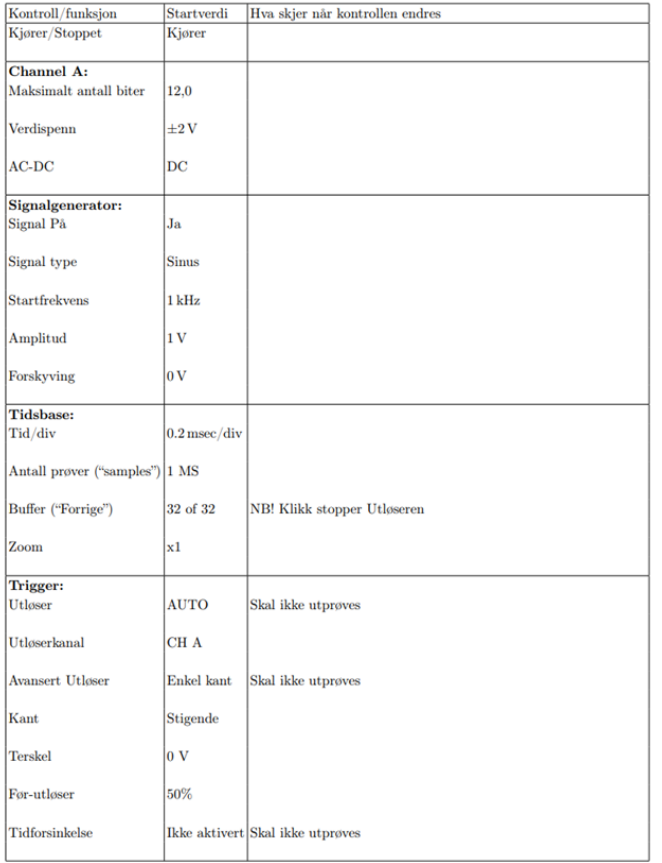 Kontroll/funksjon Startverdi Hva skjer når kontrollen endres
Kjører/Stoppet Kjører
Channel A:
Maksimalt antall biter 12,0
Verdispenn ±2 V
AC-DC DC
Signalgenerator:
Signal På Ja
Signal type Sinus
Startfrekvens 1 kHz
Amplitud 1 V
Forskyving 0 V
Tidsbase:
Tid/div 0.2 msec/div
Antall prøver (“samples”) 1 MS
Buffer (“Forrige”) 32 of 32 NB! Klikk stopper Utløseren
Zoom x1
Trigger:
Utløser AUTO Skal ikke utprøves
Utløserkanal CH A
Avansert Utløser Enkel kant Skal ikke utprøves
Kant Stigende
Terskel 0 V
Før-utløser 50%
Tidforsinkelse Ikke aktivert Skal ikke utprøves